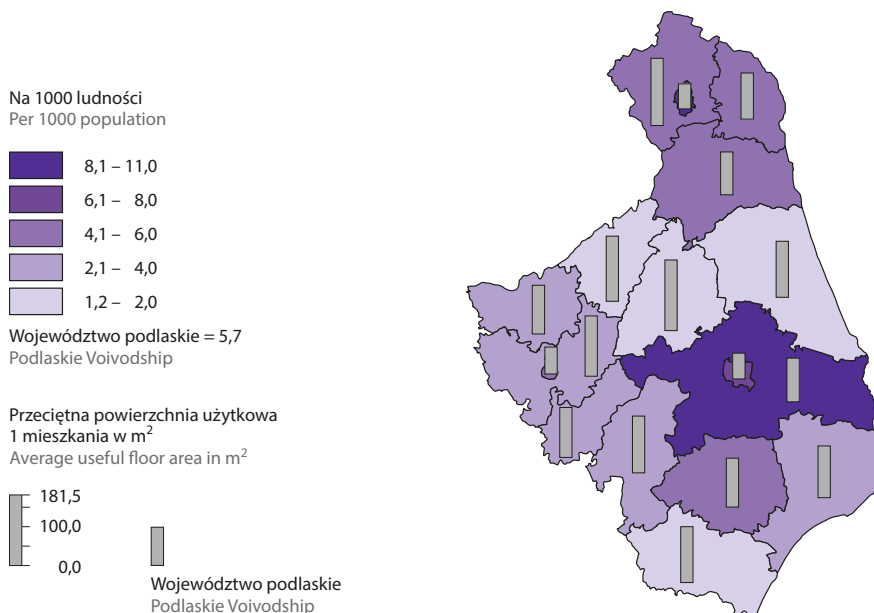 Na 1000 ludności
Per 1000 population
8,1 – 11,0
6,1 – 8,0
4,1 – 6,0
2,1 – 4,0
1,2 – 2,0
Województwo podlaskie = 5,7
Podlaskie Voivodship
Przeciętna powierzchnia użytkowa
1 mieszkania w m²
Average useful floor area in m²
181,5
100,0
0,0
Województwo podlaskie
Podlaskie Voivodship